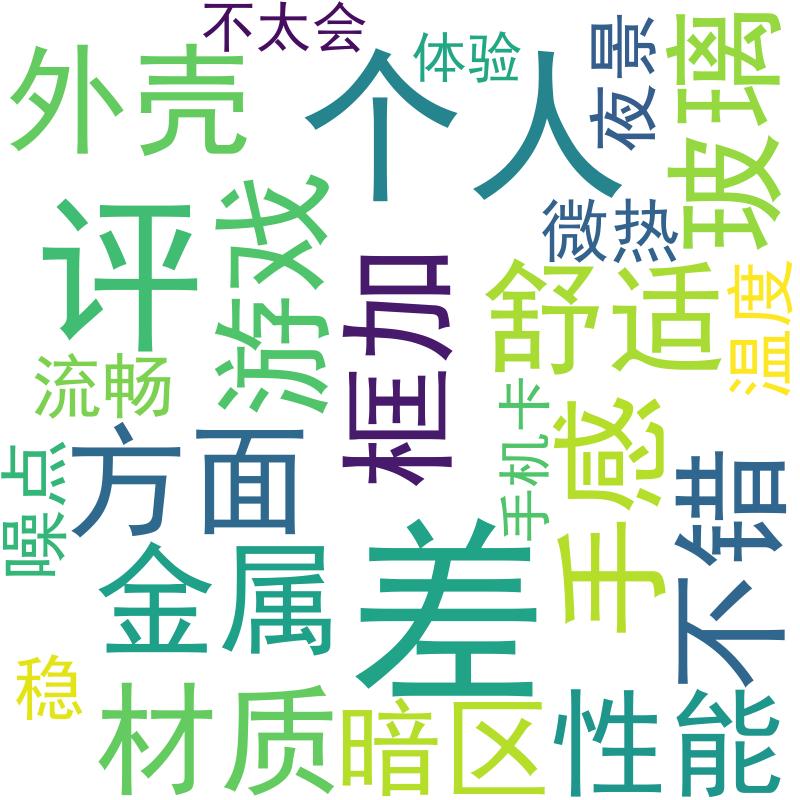 不太会
体验
夜景
玻璃
外壳
个人
微热
评
游戏
框加
舒适
温度
流畅
手机卡
手感
方面
噪点
不错
金属
差
稳
材质
暗区
性能